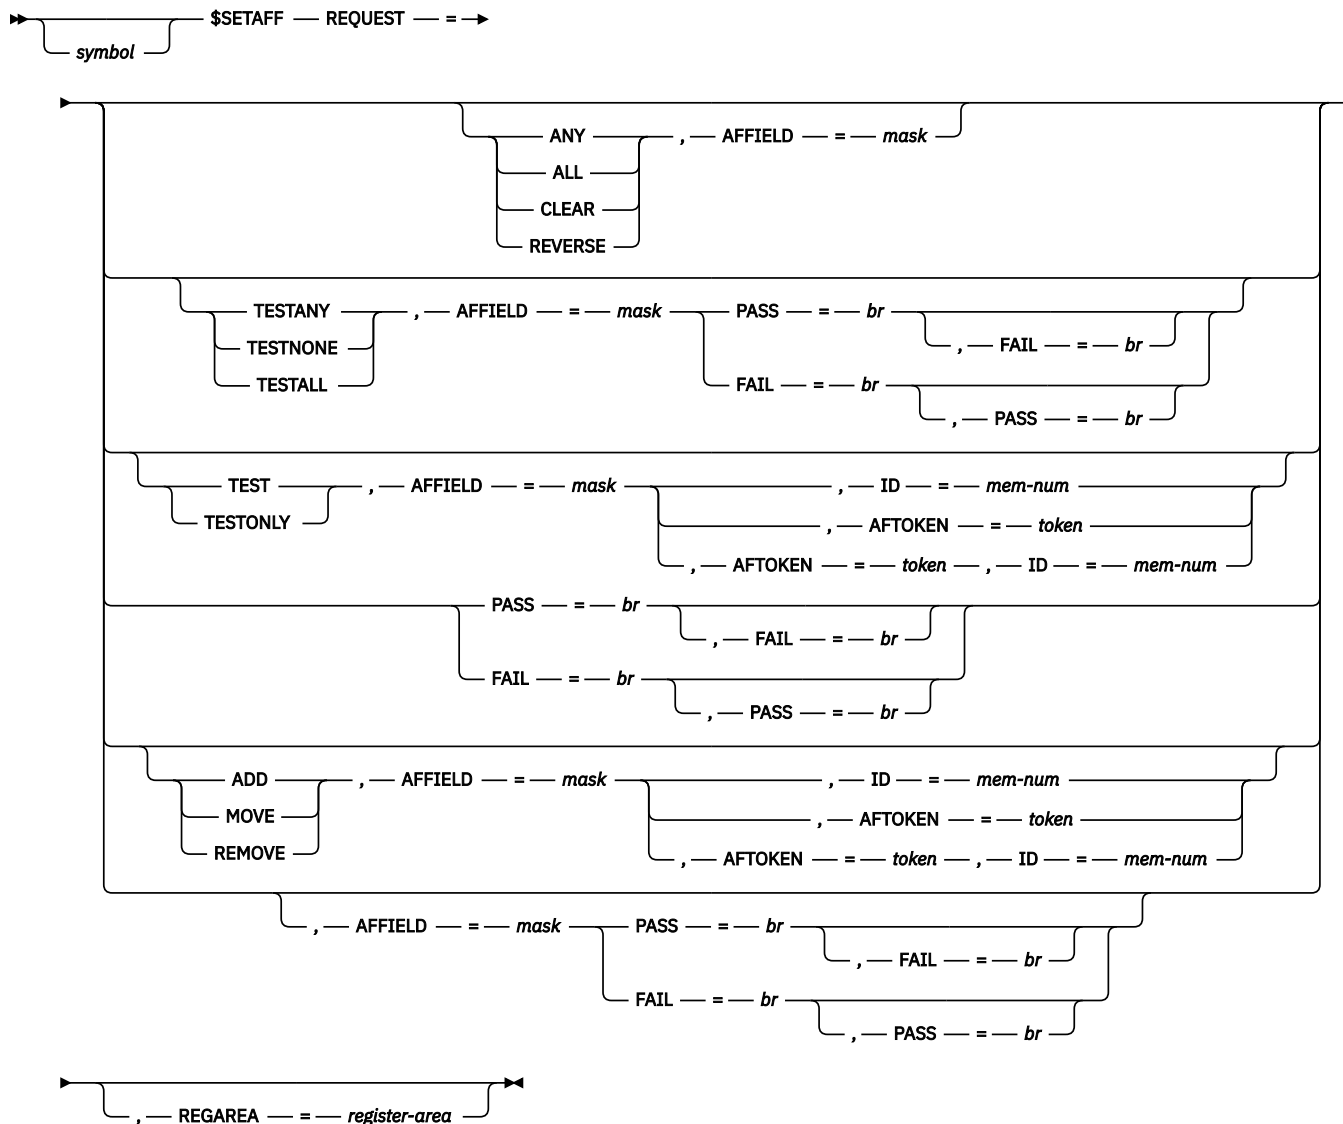 $SETAFF REQUEST =
symbol
ANY , AFFIELD = mask
ALL
CLEAR
REVERSE
TESTANY , AFFIELD = mask PASS = br
TESTNONE , FAIL = br
TESTALL FAIL = br
, PASS = br
TEST , AFFIELD = mask , ID = mem-num
TESTONLY , AFTOKEN = token
, AFTOKEN = token , ID = mem-num
PASS = br
, FAIL = br
FAIL = br
, PASS = br
ADD , AFFIELD = mask , ID = mem-num
MOVE , AFTOKEN = token
REMOVE , AFTOKEN = token , ID = mem-num
, AFFIELD = mask PASS = br
, FAIL = br
FAIL = br
, PASS = br
, REGAREA = register-area